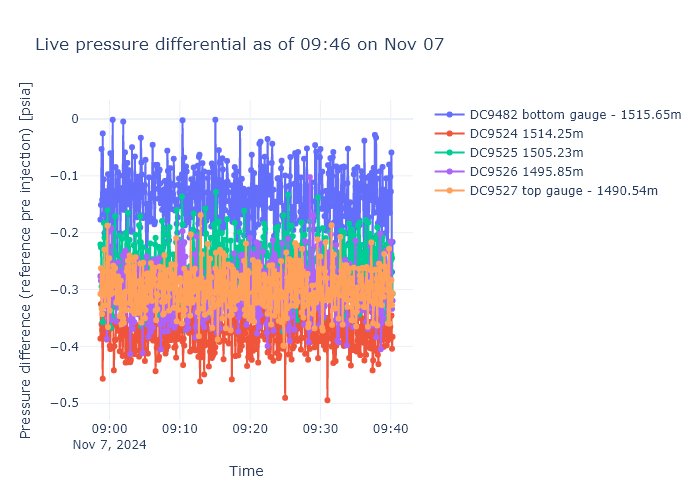 Live pressure differential as of 09:46 on Nov 07
Pressure difference (reference pre injection) [psia]
0
−0.1
−0.2
−0.3
−0.4
−0.5
09:00
Nov 7, 2024
09:10
09:20
09:30
09:40
Time
DC9482 bottom gauge - 1515.65m
DC9524 1514.25m
DC9525 1505.23m
DC9526 1495.85m
DC9527 top gauge - 1490.54m